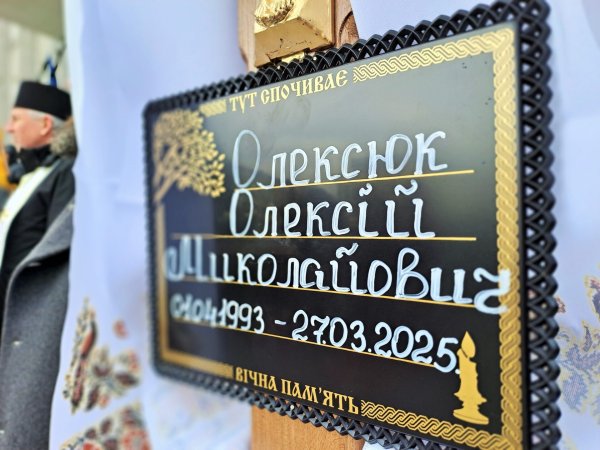 ТУТ СПОЧИВАЄ
Олексюк
Олексій
Миколайович
01.04.1993 - 27.03.2025
ВІЧНА ПАМ'ЯТЬ